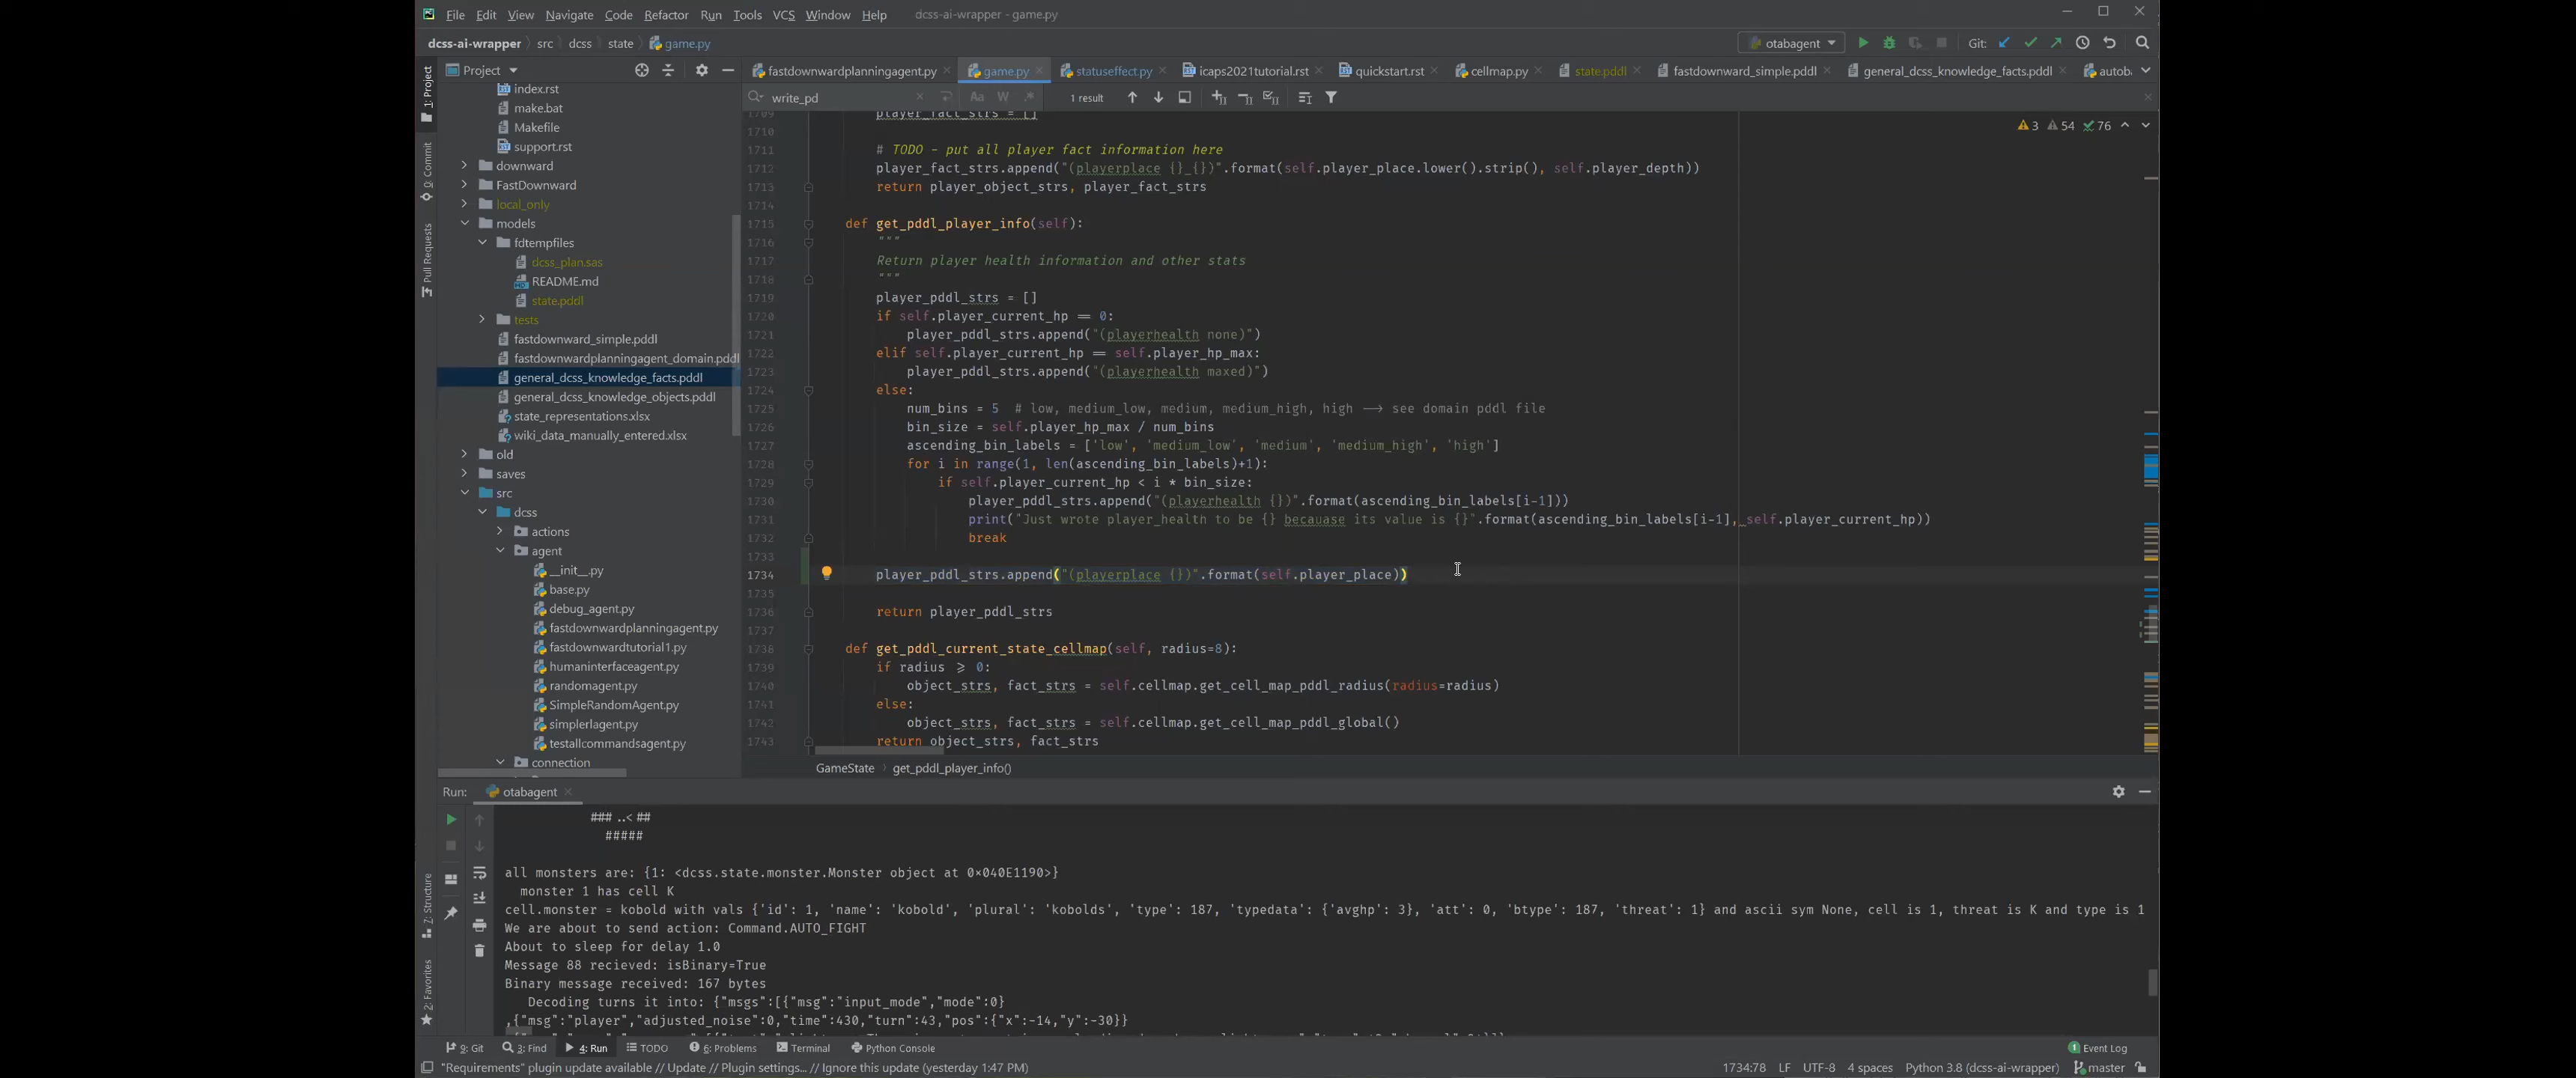 File Edit View Navigate Code Refactor Run Tools VCS Window Help dcss-ai-wrapper - game.py
dcss-ai-wrapper src dcss state game.py otabagent Git:
Project
fastdownwardplanningagent.py game.py statuseffect.py icaps2021tutorial.rst quickstart.rst cellmap.py state.pddl fastdownward_simple.pddl general_dcss_knowledge_facts.pddl autoba
write_pd 1 result
1: Project
0: Commit
Pull Requests
Z: Structure
2: Favorites
index.rst
make.bat
Makefile
support.rst
downward
FastDownward
local_only
models
fdtempfiles
dcss_plan.sas
README.md
state.pddl
tests
fastdownward_simple.pddl
fastdownwardplanningagent_domain.pddl
general_dcss_knowledge_facts.pddl
general_dcss_knowledge_objects.pddl
state_representations.xlsx
wiki_data_manually_entered.xlsx
old
saves
src
dcss
actions
agent
__init__.py
base.py
debug_agent.py
fastdownwardplanningagent.py
fastdownwardtutorial1.py
humaninterfaceagent.py
randomagent.py
SimpleRandomAgent.py
simplerlagent.py
testallcommandsagent.py
connection
3 54 76
1709 player_fact_strs = []
1710
1711 # TODO - put all player fact information here
1712 player_fact_strs.append("(playerplace {}_{})".format(self.player_place.lower().strip(), self.player_depth))
1713 return player_object_strs, player_fact_strs
1714
1715 def get_pddl_player_info(self):
1716 """
1717 Return player health information and other stats
1718 """
1719 player_pddl_strs = []
1720 if self.player_current_hp == 0:
1721 player_pddl_strs.append("(playerhealth none)")
1722 elif self.player_current_hp == self.player_hp_max:
1723 player_pddl_strs.append("(playerhealth maxed)")
1724 else:
1725 num_bins = 5 # low, medium_low, medium, medium_high, high --> see domain pddl file
1726 bin_size = self.player_hp_max / num_bins
1727 ascending_bin_labels = ['low', 'medium_low', 'medium', 'medium_high', 'high']
1728 for i in range(1, len(ascending_bin_labels)+1):
1729 if self.player_current_hp < i * bin_size:
1730 player_pddl_strs.append("(playerhealth {})".format(ascending_bin_labels[i-1]))
1731 print("Just wrote player_health to be {} becauase its value is {}".format(ascending_bin_labels[i-1], self.player_current_hp))
1732 break
1733
1734 player_pddl_strs.append("(playerplace {})".format(self.player_place))
1735
1736 return player_pddl_strs
1737
1738 def get_pddl_current_state_cellmap(self, radius=8):
1739 if radius >= 0:
1740 object_strs, fact_strs = self.cellmap.get_cell_map_pddl_radius(radius=radius)
1741 else:
1742 object_strs, fact_strs = self.cellmap.get_cell_map_pddl_global()
1743 return object_strs, fact_strs
GameState get_pddl_player_info()
Run: otabagent
### ..< ##
#####
all monsters are: {1: <dcss.state.monster.Monster object at 0x040E1190>}
monster 1 has cell K
cell.monster = kobold with vals {'id': 1, 'name': 'kobold', 'plural': 'kobolds', 'type': 187, 'typedata': {'avghp': 3}, 'att': 0, 'btype': 187, 'threat': 1} and ascii sym None, cell is 1, threat is K and type is 1
We are about to send action: Command.AUTO_FIGHT
About to sleep for delay 1.0
Message 88 recieved: isBinary=True
Binary message received: 167 bytes
Decoding turns it into: {"msgs":[{"msg":"input_mode","mode":0}
,{"msg":"player","adjusted_noise":0,"time":430,"turn":43,"pos":{"x":-14,"y":-30}}
9: Git 3: Find 4: Run TODO 6: Problems Terminal Python Console 1 Event Log
"Requirements" plugin update available // Update // Plugin settings... // Ignore this update (yesterday 1:47 PM) 1734:78 LF UTF-8 4 spaces Python 3.8 (dcss-ai-wrapper) master